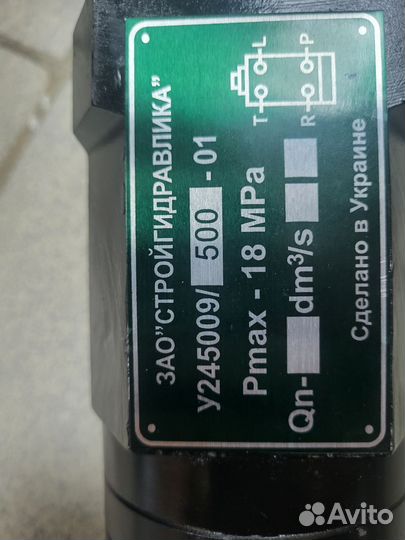 ЗАО”СТРОЙГИДРАВЛИКА”
У245009/ 500 -01
Pmax - 18 MPa
Qn- dm³/s
Сделано в Украине
T L
R P
Avito